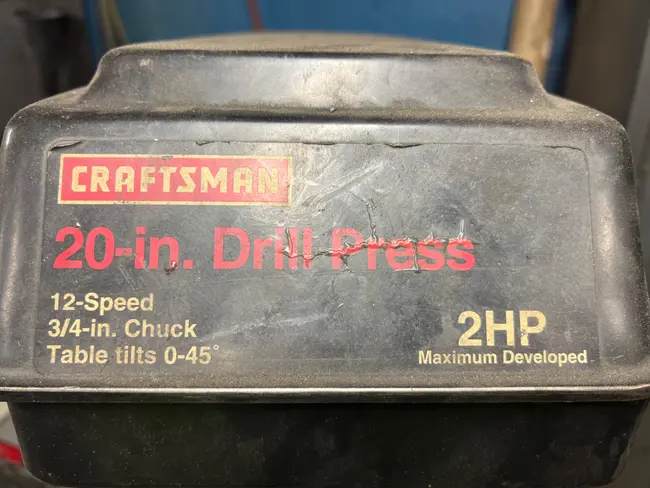 CRAFTSMAN
20-in. Drill Press
12-Speed
3/4-in. Chuck
Table tilts 0-45°
2HP
Maximum Developed